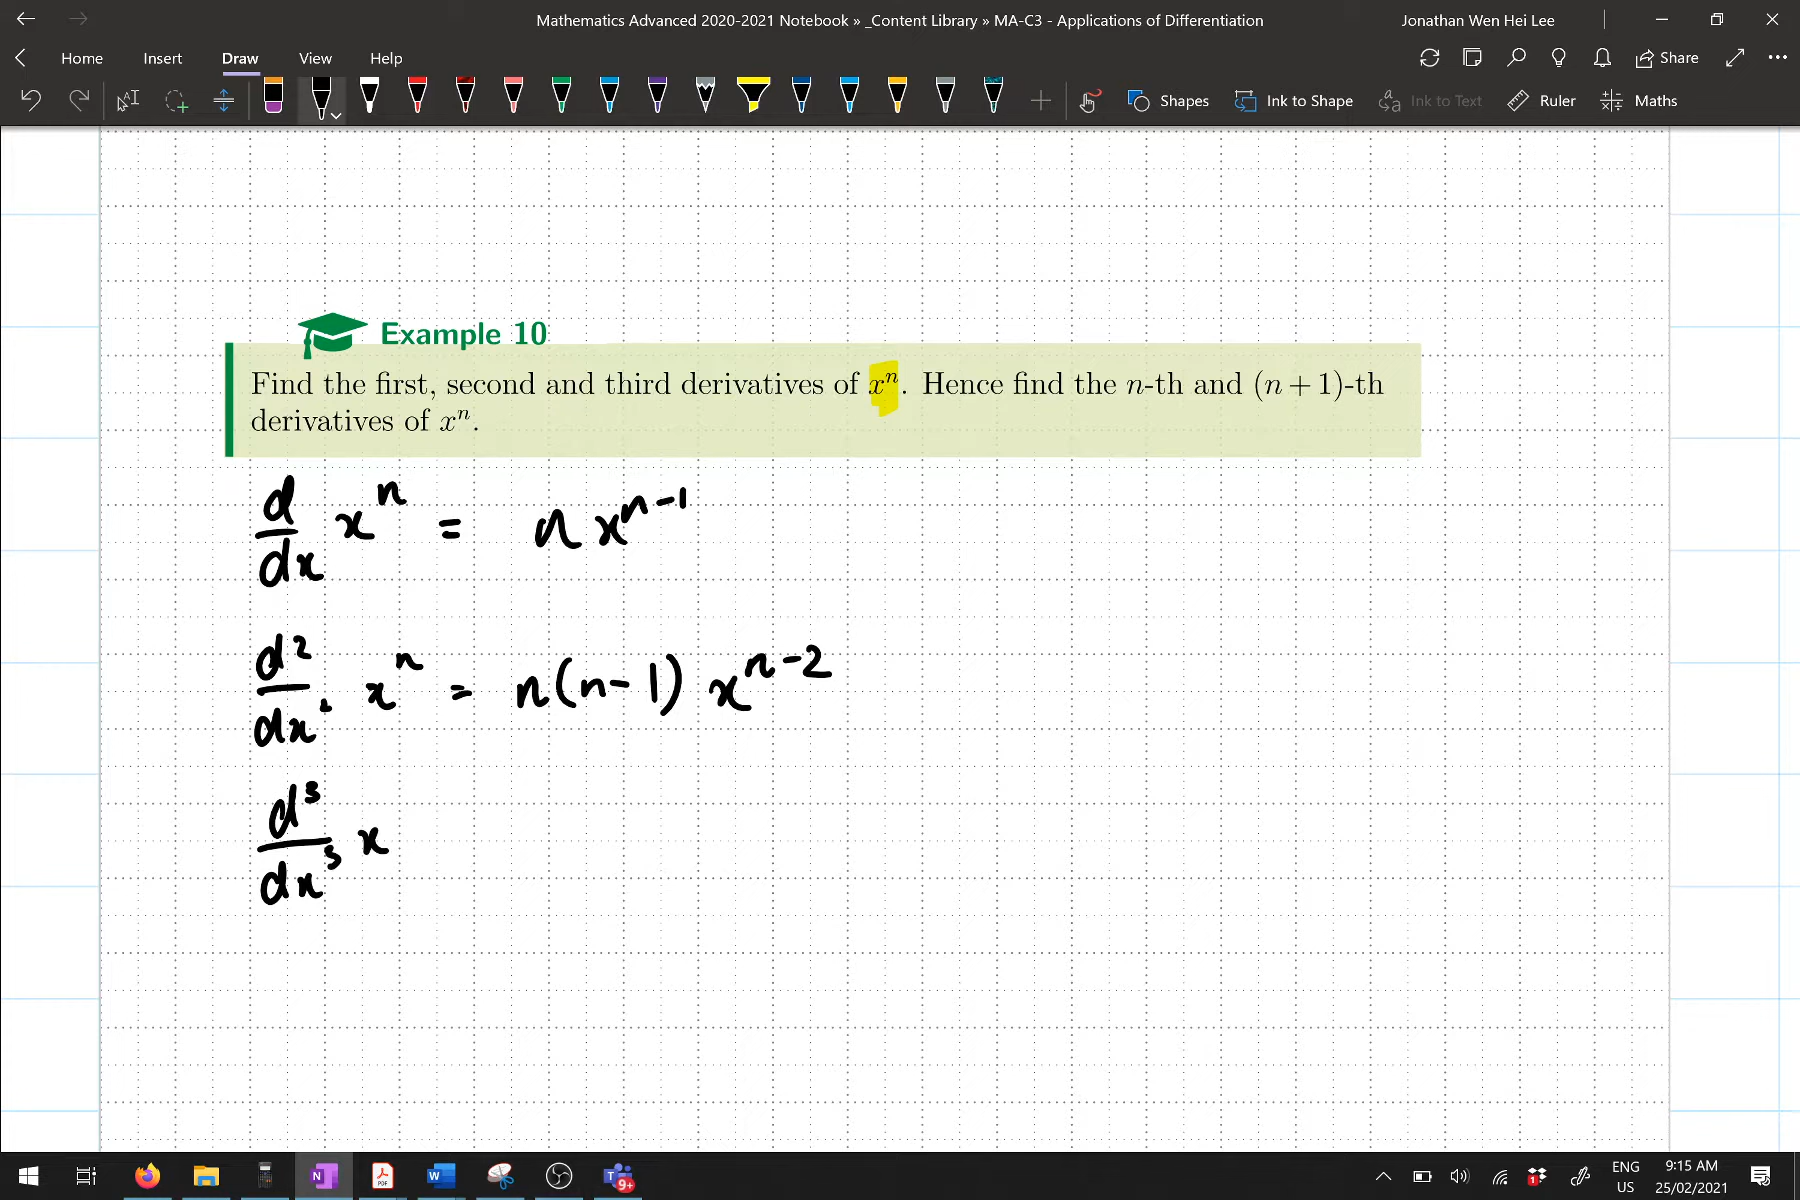 Mathematics Advanced 2020-2021 Notebook » _Content Library » MA-C3 - Applications of Differentiation
Jonathan Wen Hei Lee
Home Insert Draw View Help
Share
Shapes Ink to Shape Ink to Text Ruler Maths
Example 10
Find the first, second and third derivatives of xⁿ. Hence find the n-th and (n + 1)-th
derivatives of xⁿ.
d/dx xⁿ = n xⁿ⁻¹
d²/dx² xⁿ = n(n-1) xⁿ⁻²
d³/dx³ x
ENG
US
9:15 AM
25/02/2021